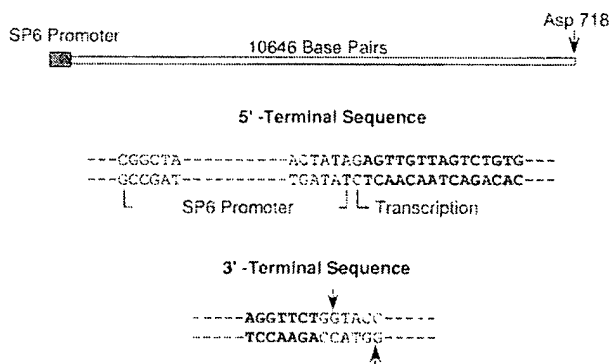 Asp 718
SP6 Promoter
10646 Base Pairs
5' -Terminal Sequence
---CGGCTA-----------ACTATAGAGTTGTTAGTCTGTG---
---GCCGAT-----------TGATATCTCAACAATCAGACAC---
SP6 Promoter Transcription
3' -Terminal Sequence
-----AGGTTCTGGTACC-----
-----TCCAAGACCATGG-----